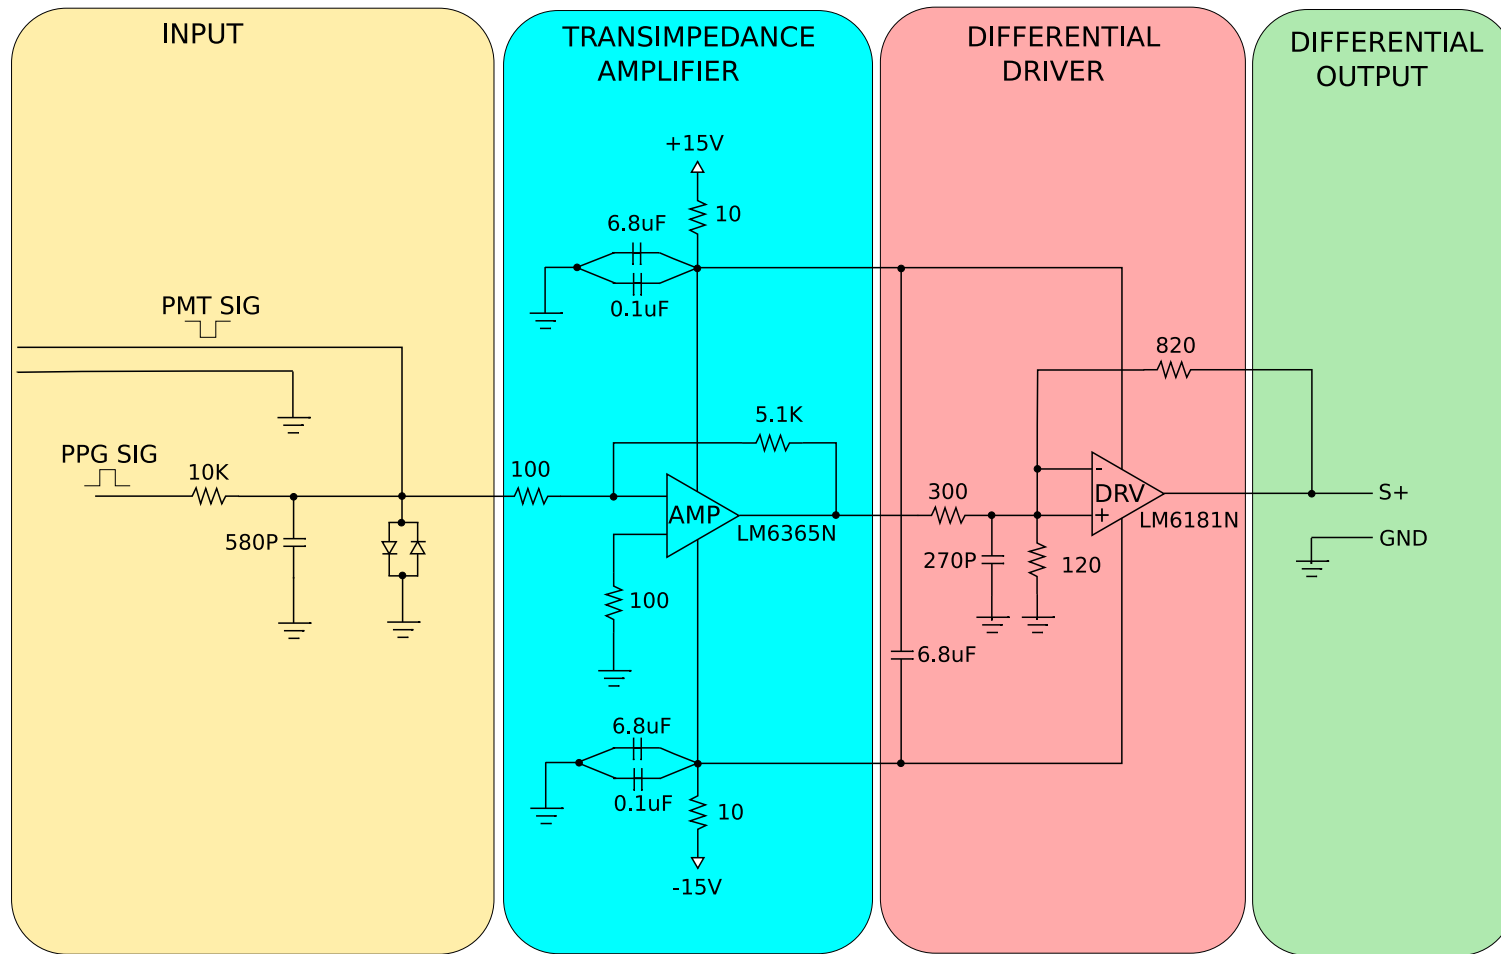 INPUT
TRANSIMPEDANCE
AMPLIFIER
DIFFERENTIAL
DRIVER
DIFFERENTIAL
OUTPUT
+15V
10
6.8uF
0.1uF
PMT SIG
PPG SIG
10K
580P
100
5.1K
AMP
LM6365N
100
6.8uF
0.1uF
10
-15V
820
300
270P
120
-
+
DRV
LM6181N
6.8uF
S+
GND